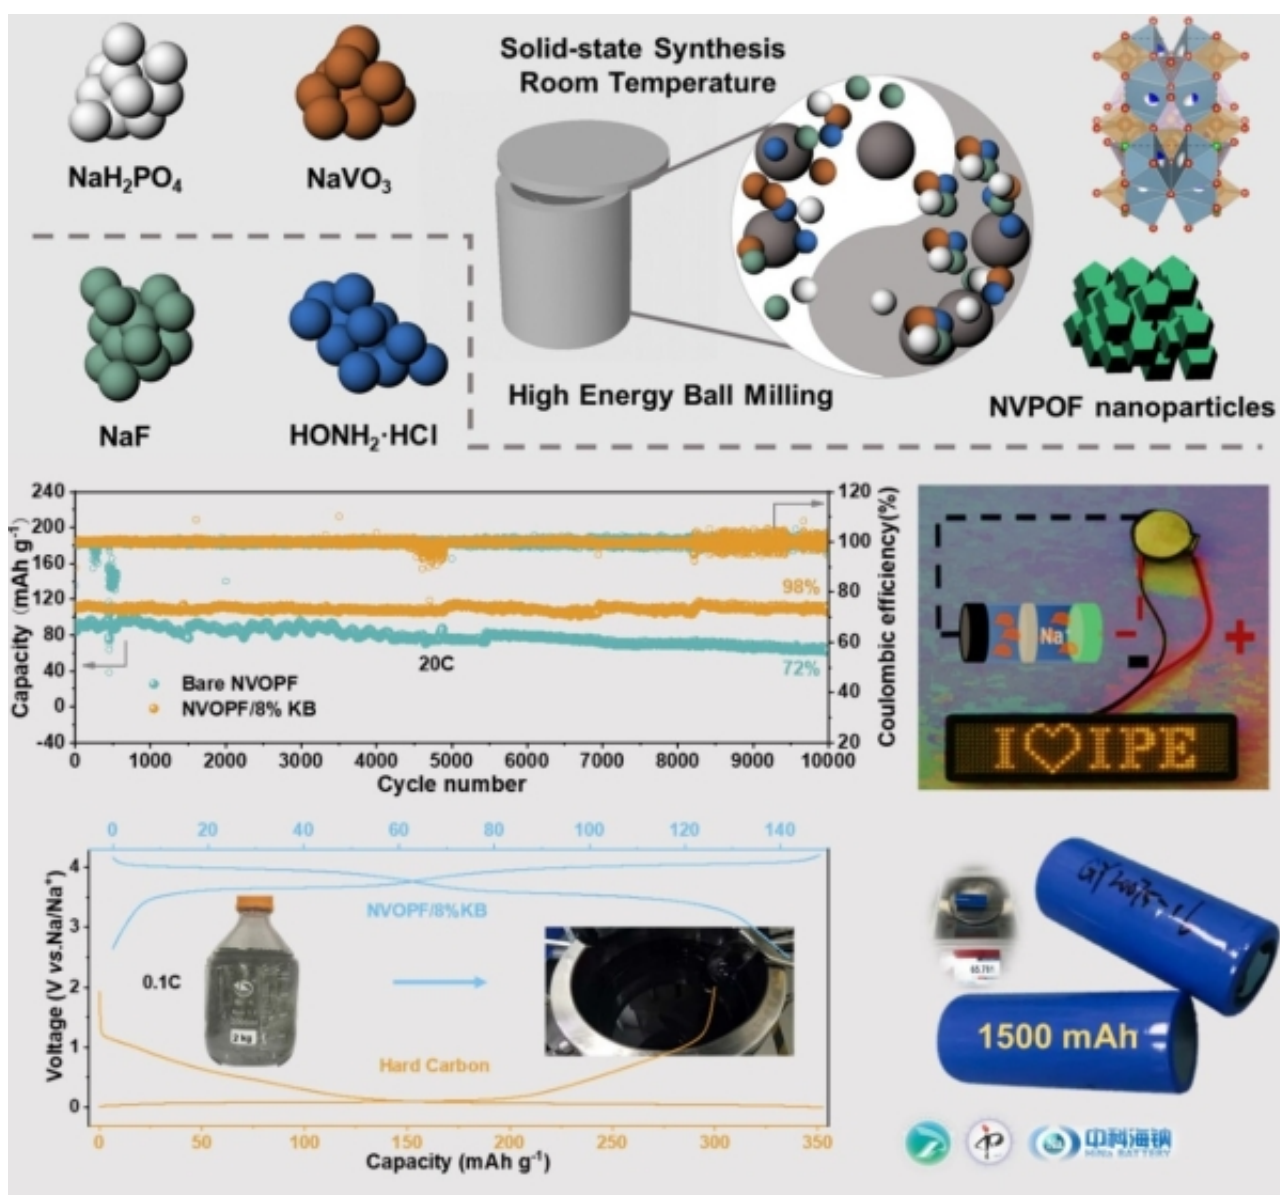 Solid-state Synthesis
Room Temperature
NaH₂PO₄
NaVO₃
NaF
HONH₂·HCl
High Energy Ball Milling
NVPOF nanoparticles
240
200
160
120
80
40
0
-40
Capacity (mAh g⁻¹)
120
100
80
60
40
20
Coulombic efficiency(%)
98%
20C
72%
Bare NVOPF
NVOPF/8% KB
0 1000 2000 3000 4000 5000 6000 7000 8000 9000 10000
Cycle number
Na⁺
- +
I IPE
0 20 40 60 80 100 120 140
4
3
2
1
0
Voltage (V vs.Na/Na⁺)
NVOPF/8%KB
0.1C
2 kg
Hard Carbon
0 50 100 150 200 250 300 350
Capacity (mAh g⁻¹)
1500 mAh
中科海钠
HiNa BATTERY